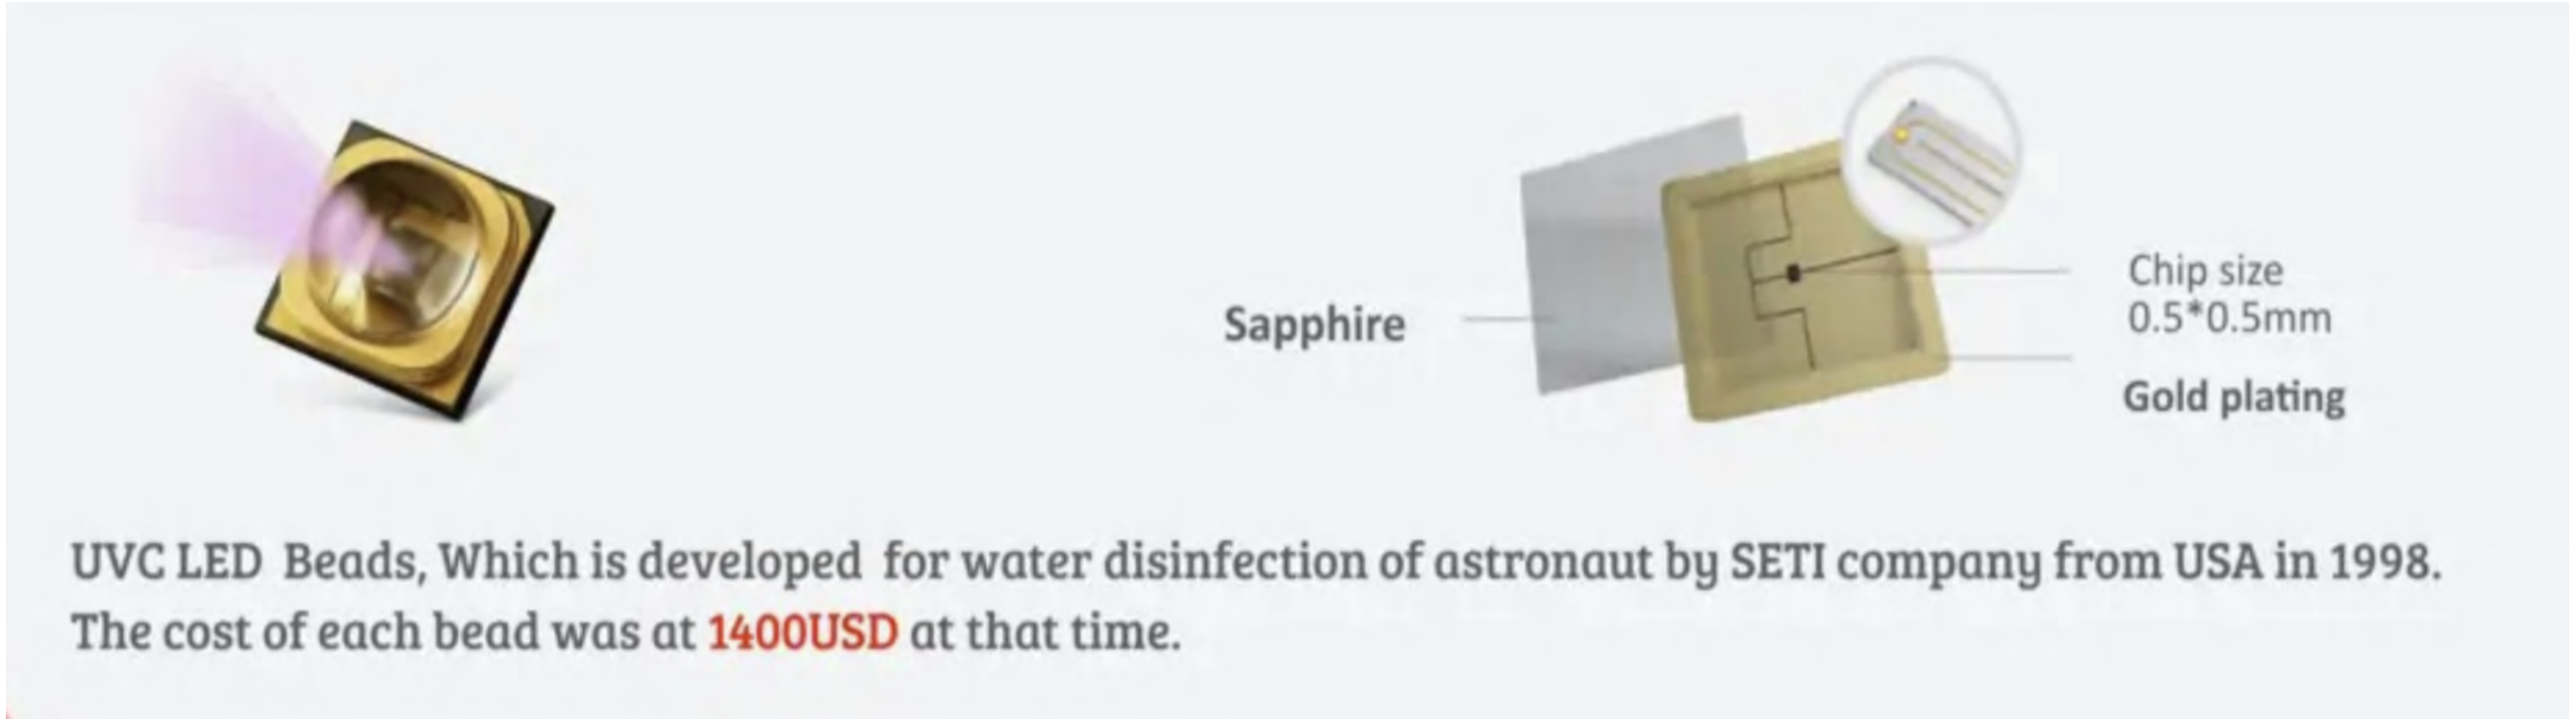 Sapphire
Chip size
0.5*0.5mm
Gold plating
UVC LED Beads, Which is developed for water disinfection of astronaut by SETI company from USA in 1998.
The cost of each bead was at 1400USD at that time.